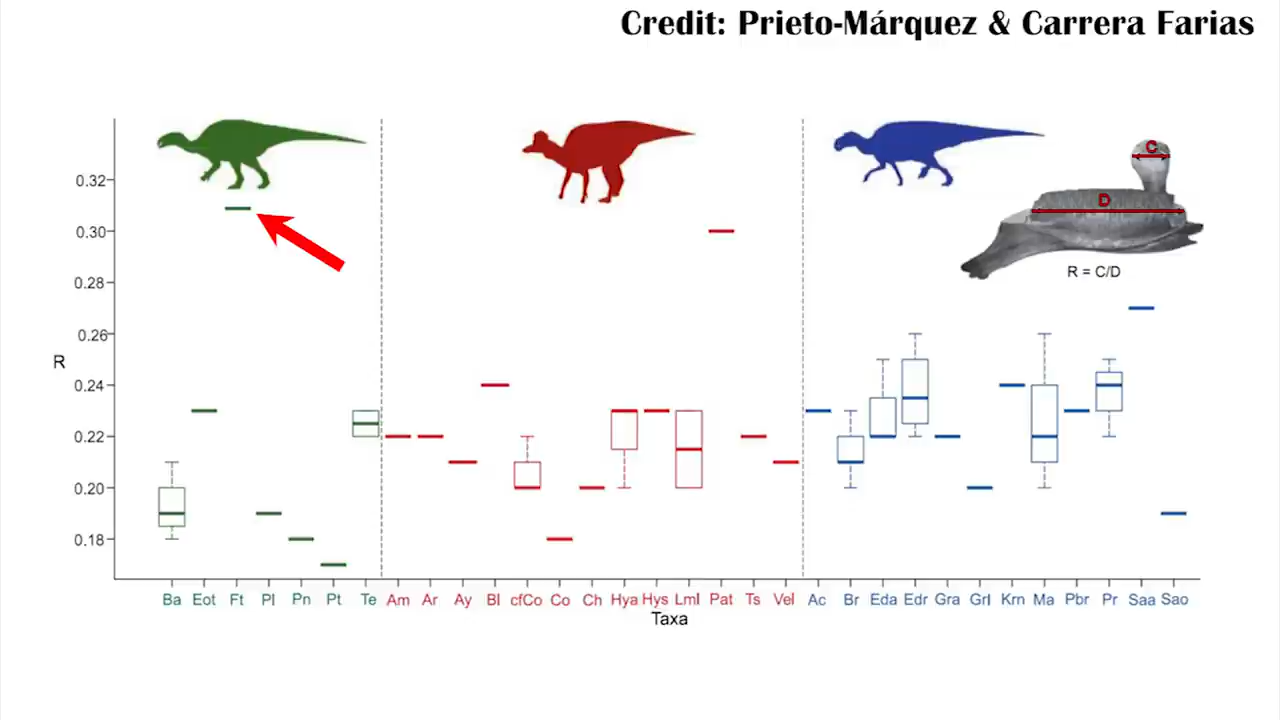 Credit: Prieto-Márquez & Carrera Farias
C
D
R = C/D
0.32
0.30
0.28
0.26
0.24
0.22
0.20
0.18
R
Ba Eot Ft Pl Pn Pt Te Am Ar Ay Bl cfCo Co Ch Hya Hys Lml Pat Ts Vel Ac Br Eda Edr Gra Grl Krn Ma Pbr Pr Saa Sao
Taxa